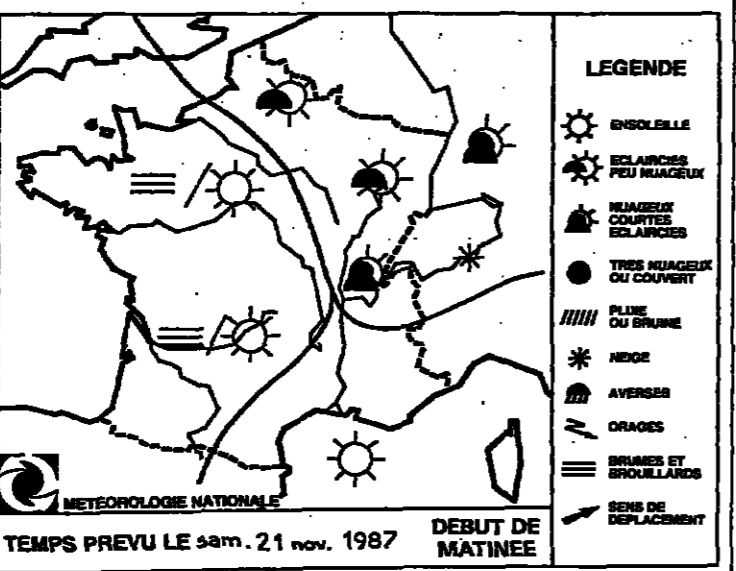 LEGENDE
ENSOLEILLE
ECLAIRCIES
PEU NUAGEUX
NUAGEUX
COURTES
ECLAIRCIES
TRES NUAGEUX
OU COUVERT
PLUIE
OU BRUINE
NEIGE
AVERSES
ORAGES
BRUMES ET
BROUILLARDS
SENS DE
DEPLACEMENT
METEOROLOGIE NATIONALE
TEMPS PREVU LE sam. 21 nov. 1987
DEBUT DE
MATINEE